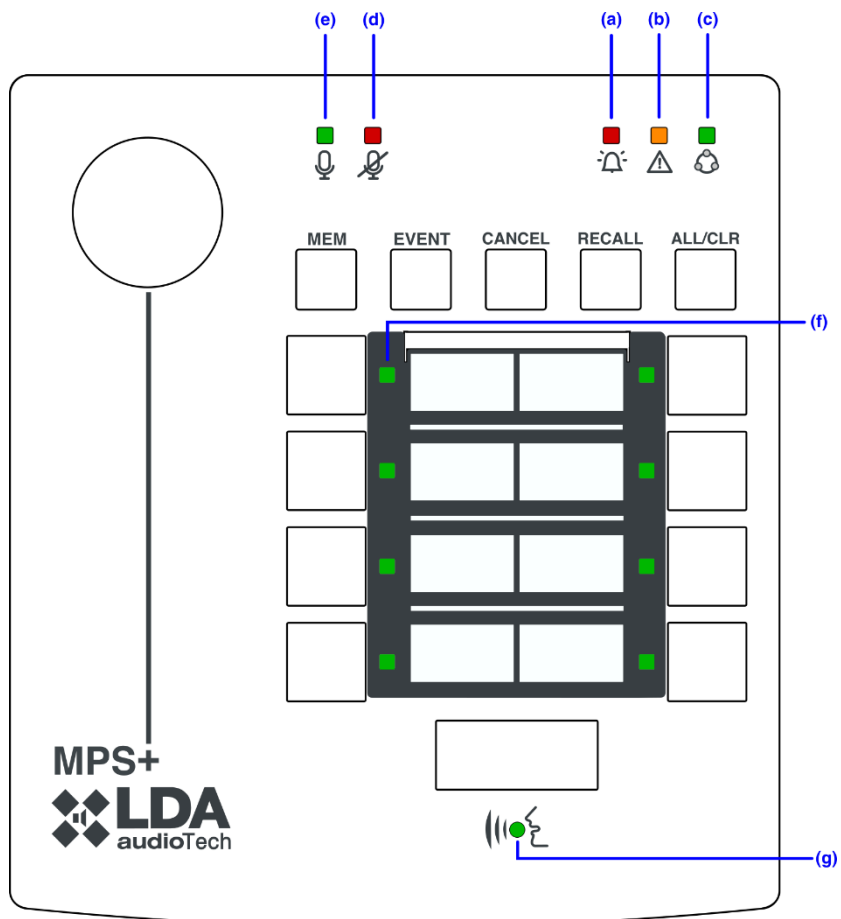 (e) (d) (a) (b) (c)
MEM EVENT CANCEL RECALL ALL/CLR
(f)
MPS+
LDA
audioTech
(g)